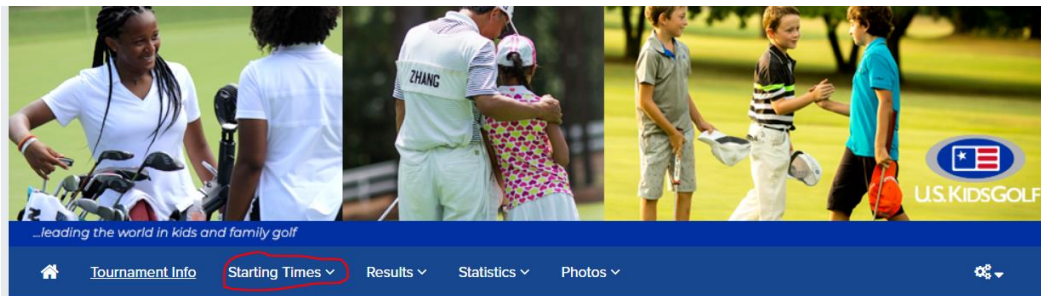 ZHANG
U.S.KIDSGOLF
...leading the world in kids and family golf
Tournament Info Starting Times Results Statistics Photos